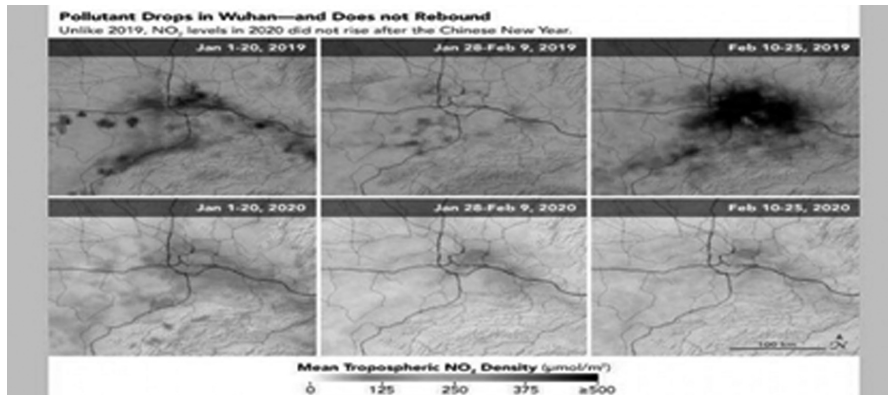 Pollutant Drops in Wuhan—and Does not Rebound
Unlike 2019, NO₂ levels in 2020 did not rise after the Chinese New Year.
Jan 1-20, 2019
Jan 28-Feb 9, 2019
Feb 10-25, 2019
Jan 1-20, 2020
Jan 28-Feb 9, 2020
Feb 10-25, 2020
100 km
N
Mean Tropospheric NO₂ Density (μmol/m²)
0 125 250 375 ≥500